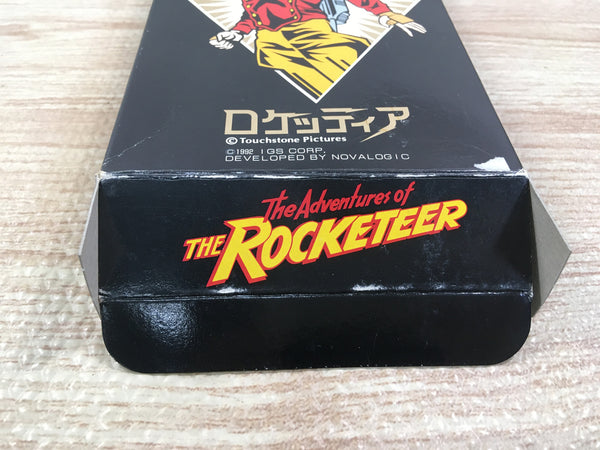 ロケッティア
© Touchstone Pictures
© 1992 IGS CORP.
DEVELOPED BY NOVALOGIC
The Adventures of
THE ROCKETEER